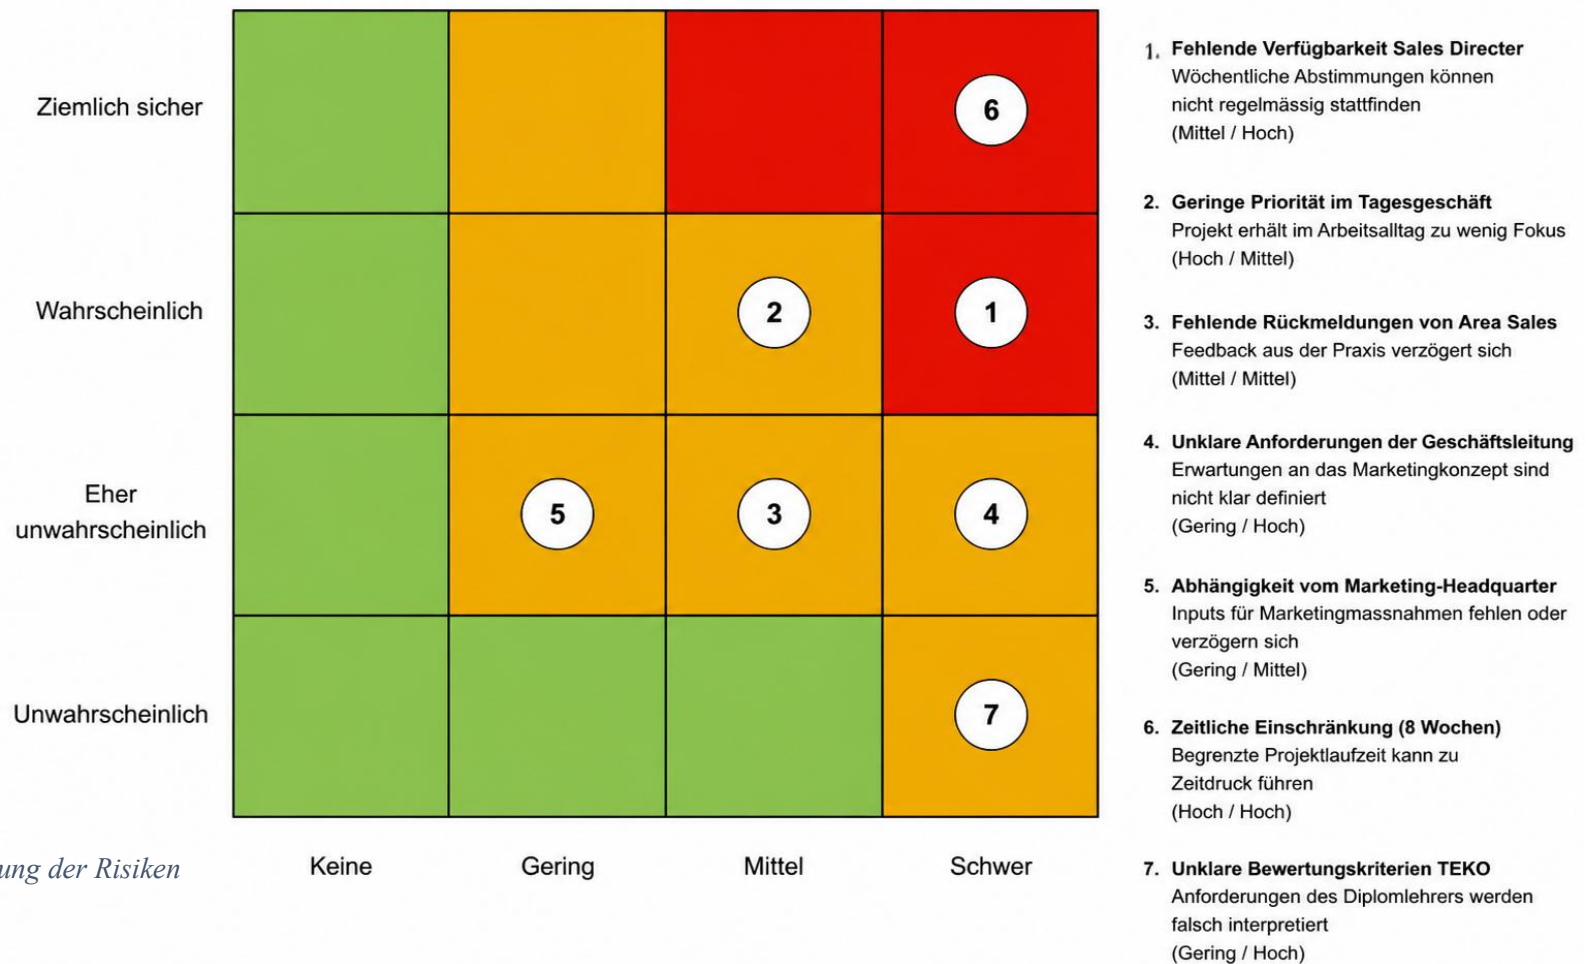 Ziemlich sicher
6
Wahrscheinlich
2
1
Eher
unwahrscheinlich
5
3
4
Unwahrscheinlich
7
Keine
Gering
Mittel
Schwer
ung der Risiken
1. Fehlende Verfügbarkeit Sales Directer
Wöchentliche Abstimmungen können
nicht regelmässig stattfinden
(Mittel / Hoch)
2. Geringe Priorität im Tagesgeschäft
Projekt erhält im Arbeitsalltag zu wenig Fokus
(Hoch / Mittel)
3. Fehlende Rückmeldungen von Area Sales
Feedback aus der Praxis verzögert sich
(Mittel / Mittel)
4. Unklare Anforderungen der Geschäftsleitung
Erwartungen an das Marketingkonzept sind
nicht klar definiert
(Gering / Hoch)
5. Abhängigkeit vom Marketing-Headquarter
Inputs für Marketingmassnahmen fehlen oder
verzögern sich
(Gering / Mittel)
6. Zeitliche Einschränkung (8 Wochen)
Begrenzte Projektlaufzeit kann zu
Zeitdruck führen
(Hoch / Hoch)
7. Unklare Bewertungskriterien TEKO
Anforderungen des Diplomlehrers werden
falsch interpretiert
(Gering / Hoch)